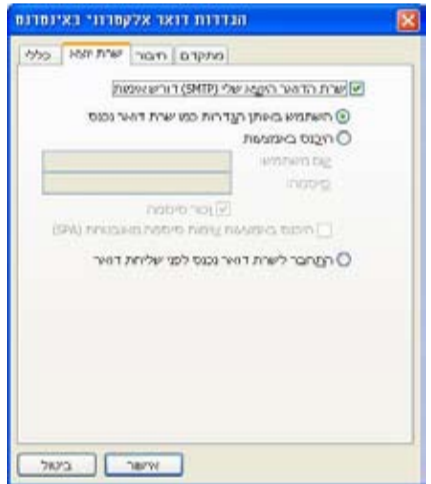 הגדרות דואר אלקטרוני באינטרנט
כללי שרת יוצא חיבור מתקדם
שרת הדואר היוצא שלי (SMTP) דורש אימות
השתמש באותן הגדרות כמו שרת דואר נכנס
היכנס באמצעות
שם משתמש:
סיסמה:
זכור סיסמה
היכנס באמצעות אימות סיסמה מאובטחת (SPA)
התחבר לשרת דואר נכנס לפני שליחת דואר
אישור ביטול